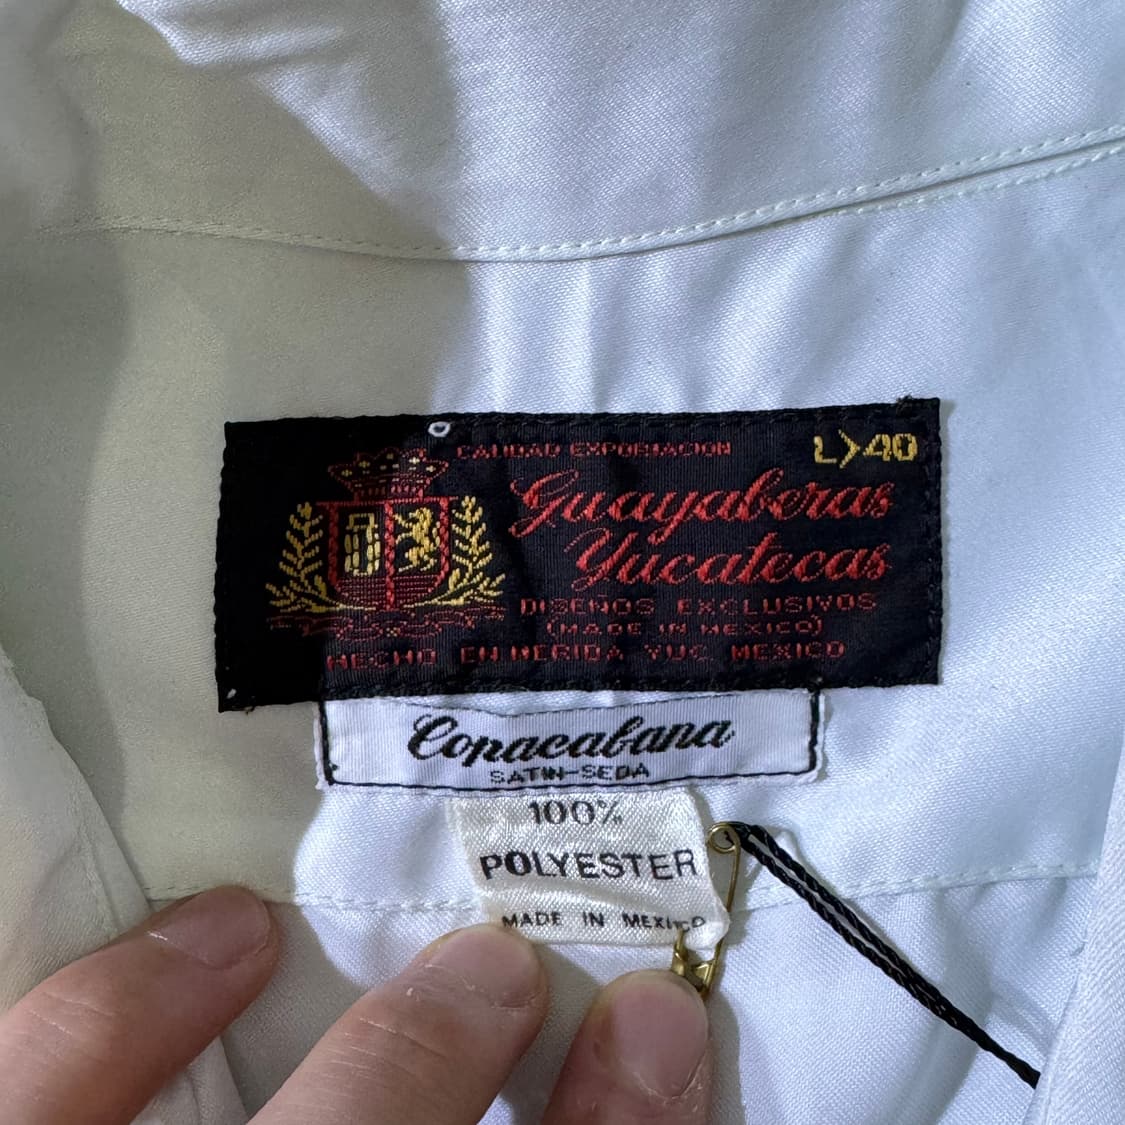 CALIDAD EXPORTACION
L>40
Guayaberas
Yucatecas
DISEÑOS EXCLUSIVOS
(MADE IN MEXICO)
HECHO EN MERIDA YUC MEXICO
Copacabana
SATIN-SEDA
100%
POLYESTER
MADE IN MEXICO